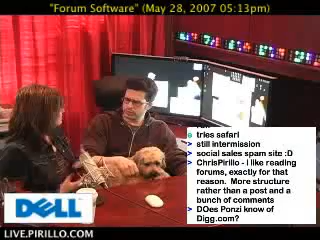 "Forum Software" (May 28, 2007 05:13pm)
tries safari
> still intermission
> social sales spam site :D
> ChrisPirillo - I like reading
forums, exactly for that
reason. More structure
rather than a post and a
bunch of comments
> DOes Ponzi know of
Digg.com?
DELL
LIVE.PIRILLO.COM